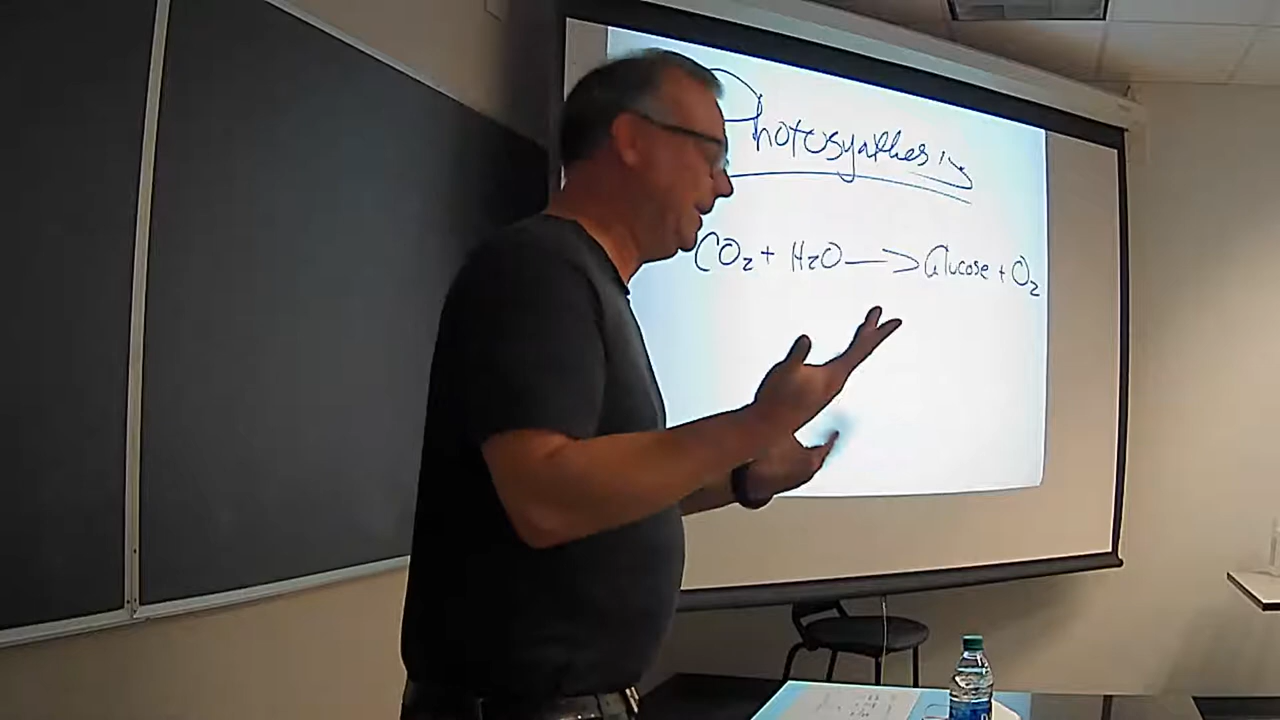 Photosynthesis
CO₂ + H₂O —> Glucose + O₂